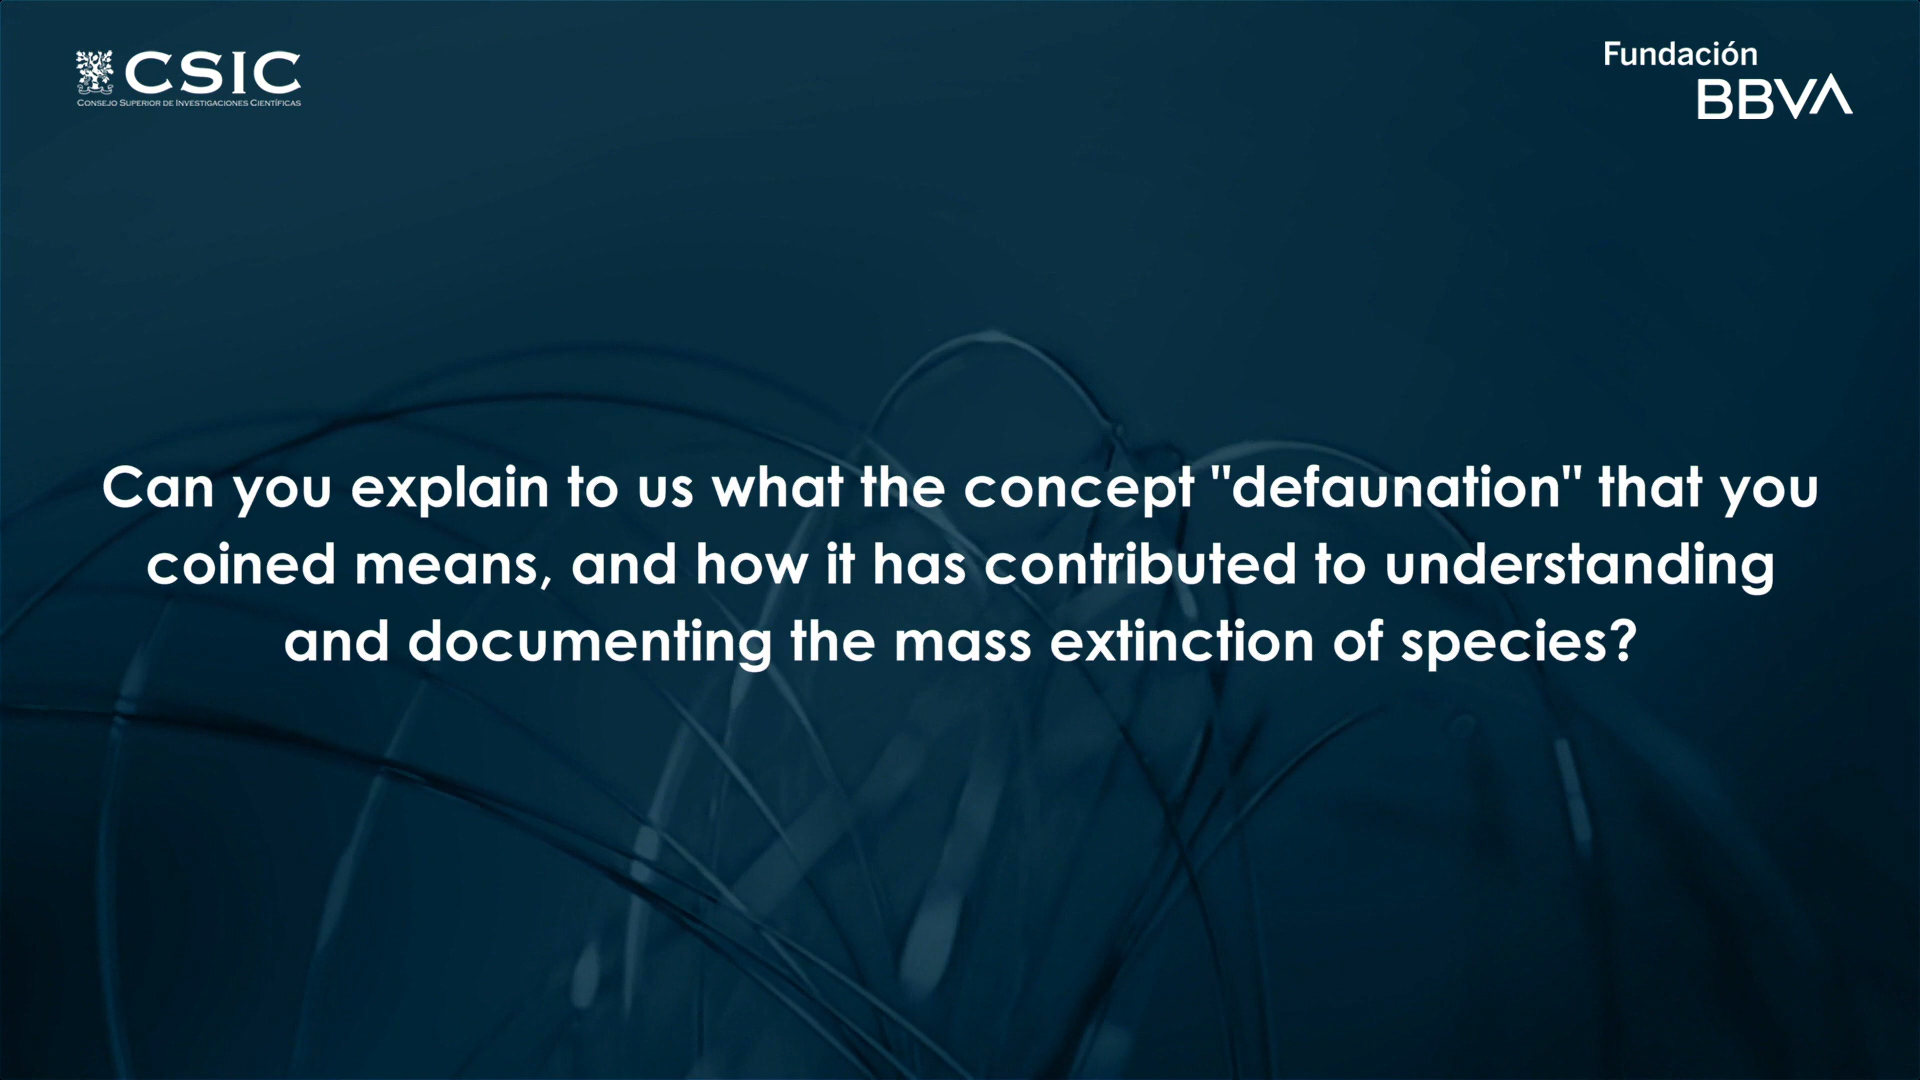 CSIC
CONSEJO SUPERIOR DE INVESTIGACIONES CIENTÍFICAS
Fundación
BBVA
Can you explain to us what the concept "defaunation" that you
coined means, and how it has contributed to understanding
and documenting the mass extinction of species?